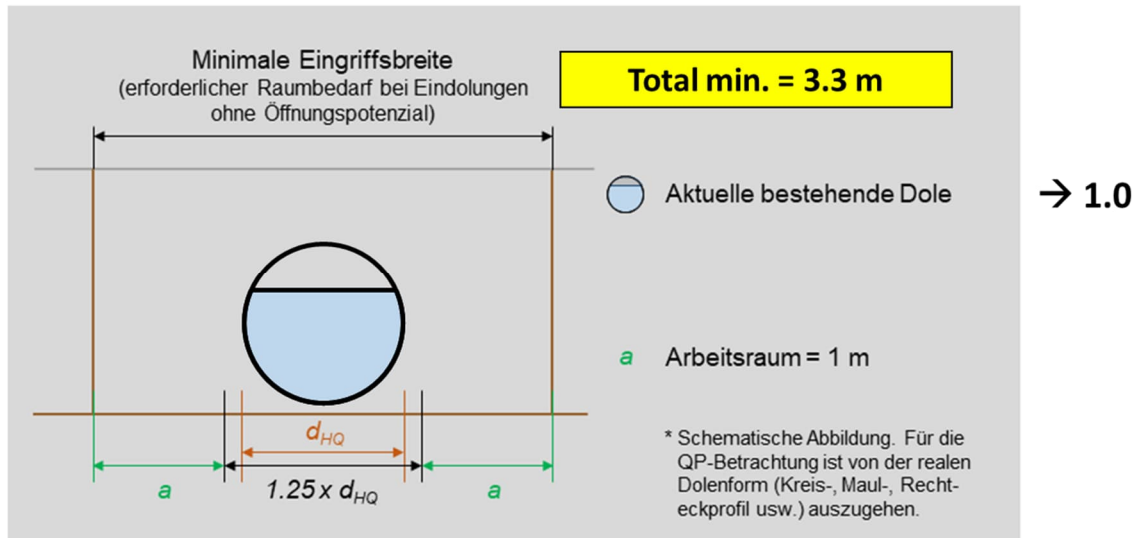 Minimale Eingriffsbreite
(erforderlicher Raumbedarf bei Eindolungen
ohne Öffnungspotenzial)
Total min. = 3.3 m
Aktuelle bestehende Dole
→ 1.0
a Arbeitsraum = 1 m
d_HQ
a
1.25 x d_HQ
a
* Schematische Abbildung. Für die
QP-Betrachtung ist von der realen
Dolenform (Kreis-, Maul-, Recht-
eckprofil usw.) auszugehen.